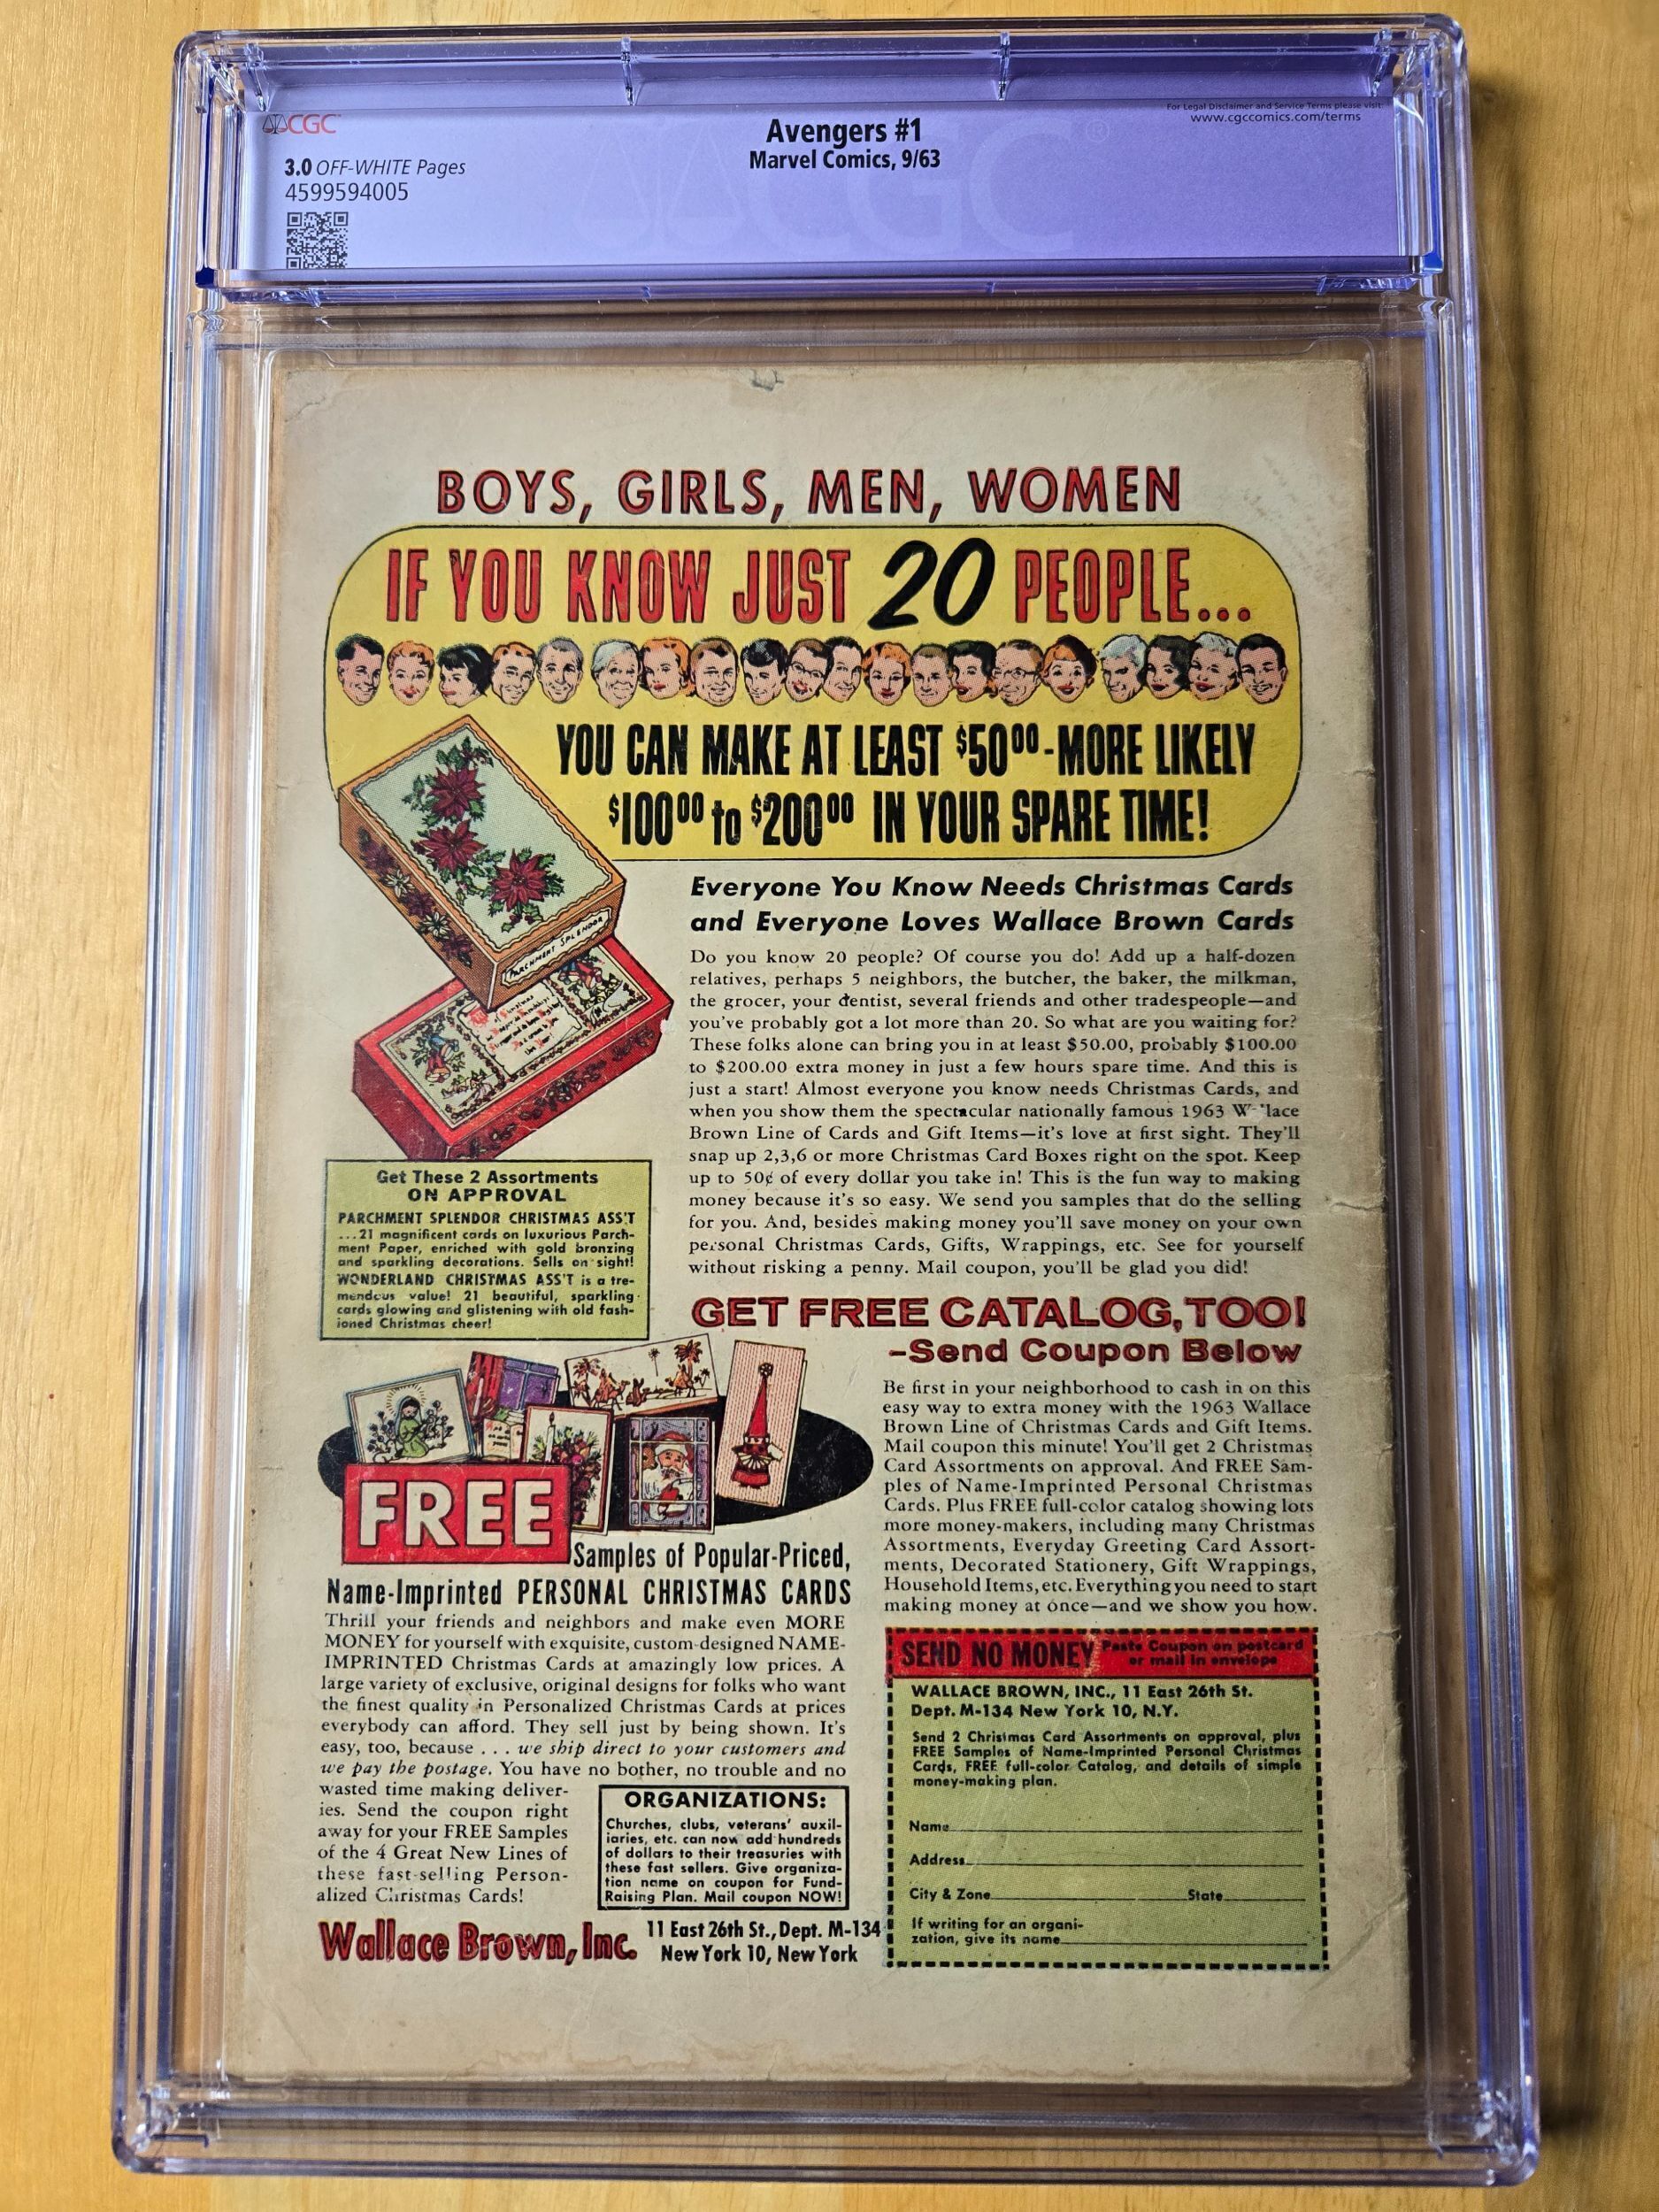 CGC
For Legal Disclaimer and Service Terms please visit:
www.cgccomics.com/terms
Avengers #1
Marvel Comics, 9/63
3.0 OFF-WHITE Pages
4599594005
BOYS, GIRLS, MEN, WOMEN
IF YOU KNOW JUST 20 PEOPLE...
YOU CAN MAKE AT LEAST $50.00-MORE LIKELY
$100.00 to $200.00 IN YOUR SPARE TIME!
PARCHMENT SPLENDOR
Everyone You Know Needs Christmas Cards
and Everyone Loves Wallace Brown Cards
Do you know 20 people? Of course you do! Add up a half-dozen
relatives, perhaps 5 neighbors, the butcher, the baker, the milkman,
the grocer, your dentist, several friends and other tradespeople—and
you've probably got a lot more than 20. So what are you waiting for?
These folks alone can bring you in at least $50.00, probably $100.00
to $200.00 extra money in just a few hours spare time. And this is
just a start! Almost everyone you know needs Christmas Cards, and
when you show them the spectacular nationally famous 1963 W lace
Brown Line of Cards and Gift Items—it's love at first sight. They'll
snap up 2,3,6 or more Christmas Card Boxes right on the spot. Keep
up to 50¢ of every dollar you take in! This is the fun way to making
money because it's so easy. We send you samples that do the selling
for you. And, besides making money you'll save money on your own
personal Christmas Cards, Gifts, Wrappings, etc. See for yourself
without risking a penny. Mail coupon, you'll be glad you did!
Get These 2 Assortments
ON APPROVAL
PARCHMENT SPLENDOR CHRISTMAS ASS'T
...21 magnificent cards on luxurious Parch-
ment Paper, enriched with gold bronzing
and sparkling decorations. Sells on sight!
WONDERLAND CHRISTMAS ASS'T is a tre-
mendous value! 21 beautiful, sparkling
cards glowing and glistening with old fash-
ioned Christmas cheer!
GET FREE CATALOG, TOO!
-Send Coupon Below
Be first in your neighborhood to cash in on this
easy way to extra money with the 1963 Wallace
Brown Line of Christmas Cards and Gift Items.
Mail coupon this minute! You'll get 2 Christmas
Card Assortments on approval. And FREE Sam-
ples of Name-Imprinted Personal Christmas
Cards. Plus FREE full-color catalog showing lots
more money-makers, including many Christmas
Assortments, Everyday Greeting Card Assort-
ments, Decorated Stationery, Gift Wrappings,
Household Items, etc. Everything you need to start
making money at once—and we show you how.
FREE
Samples of Popular-Priced,
Name-Imprinted PERSONAL CHRISTMAS CARDS
Thrill your friends and neighbors and make even MORE
MONEY for yourself with exquisite, custom-designed NAME-
IMPRINTED Christmas Cards at amazingly low prices. A
large variety of exclusive, original designs for folks who want
the finest quality in Personalized Christmas Cards at prices
everybody can afford. They sell just by being shown. It's
easy, too, because . . . we ship direct to your customers and
we pay the postage. You have no bother, no trouble and no
wasted time making deliver-
ies. Send the coupon right
away for your FREE Samples
of the 4 Great New Lines of
these fast-selling Person-
alized Christmas Cards!
ORGANIZATIONS:
Churches, clubs, veterans' auxil-
iaries, etc. can now add hundreds
of dollars to their treasuries with
these fast sellers. Give organiza-
tion name on coupon for Fund-
Raising Plan. Mail coupon NOW!
Wallace Brown, Inc.
11 East 26th St., Dept. M-134
New York 10, New York
SEND NO MONEY Paste Coupon on postcard
or mail in envelope
WALLACE BROWN, INC., 11 East 26th St.
Dept. M-134 New York 10, N.Y.
Send 2 Christmas Card Assortments on approval, plus
FREE Samples of Name-Imprinted Personal Christmas
Cards, FREE full-color Catalog, and details of simple
money-making plan.
Name
Address
City & Zone State
If writing for an organi-
zation, give its name